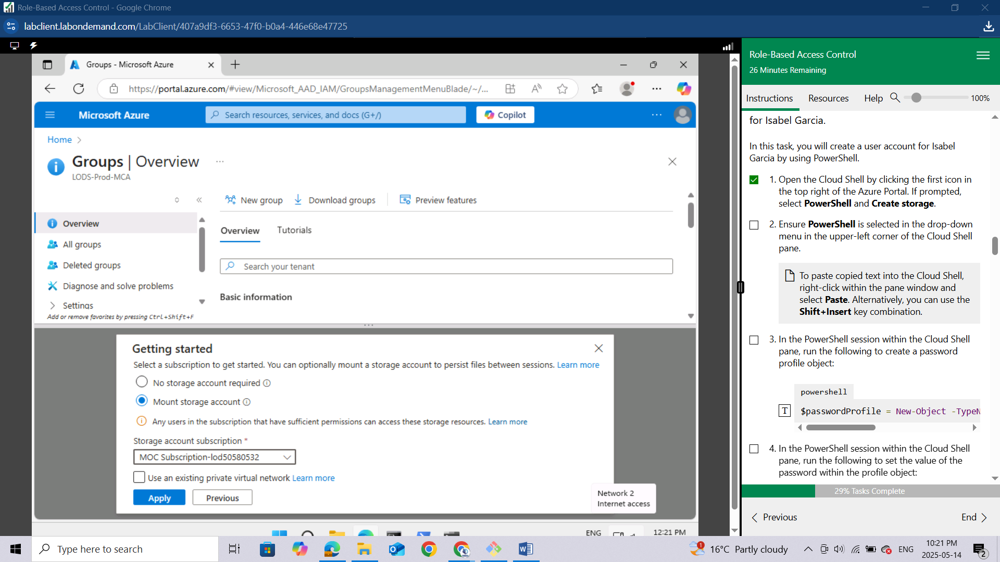 Role-Based Access Control - Google Chrome
labclient.labondemand.com/LabClient/407a9df3-6653-47f0-b0a4-446e68e47725
Groups - Microsoft Azure
https://portal.azure.com/#view/Microsoft_AAD_IAM/GroupsManagementMenuBlade/~/...
Microsoft Azure
Search resources, services, and docs (G+/)
Copilot
Home
Groups | Overview
LODS-Prod-MCA
New group
Download groups
Preview features
Overview
All groups
Deleted groups
Diagnose and solve problems
Settings
Add or remove favorites by pressing Ctrl+Shift+F
Overview
Tutorials
Search your tenant
Basic information
Getting started
Select a subscription to get started. You can optionally mount a storage account to persist files between sessions. Learn more
No storage account required
Mount storage account
Any users in the subscription that have sufficient permissions can access these storage resources. Learn more
Storage account subscription *
MOC Subscription-lod50580532
Use an existing private virtual network Learn more
Apply
Previous
Network 2
Internet access
ENG
12:21 PM
Role-Based Access Control
26 Minutes Remaining
Instructions
Resources
Help
100%
for Isabel Garcia.
In this task, you will create a user account for Isabel
Garcia by using PowerShell.
1. Open the Cloud Shell by clicking the first icon in
the top right of the Azure Portal. If prompted,
select PowerShell and Create storage.
2. Ensure PowerShell is selected in the drop-down
menu in the upper-left corner of the Cloud Shell
pane.
To paste copied text into the Cloud Shell,
right-click within the pane window and
select Paste. Alternatively, you can use the
Shift+Insert key combination.
3. In the PowerShell session within the Cloud Shell
pane, run the following to create a password
profile object:
powershell
T
$passwordProfile = New-Object -TypeN
4. In the PowerShell session within the Cloud Shell
pane, run the following to set the value of the
password within the profile object:
29% Tasks Complete
Previous
End
Type here to search
1
16°C Partly cloudy
ENG
10:21 PM
2025-05-14
2